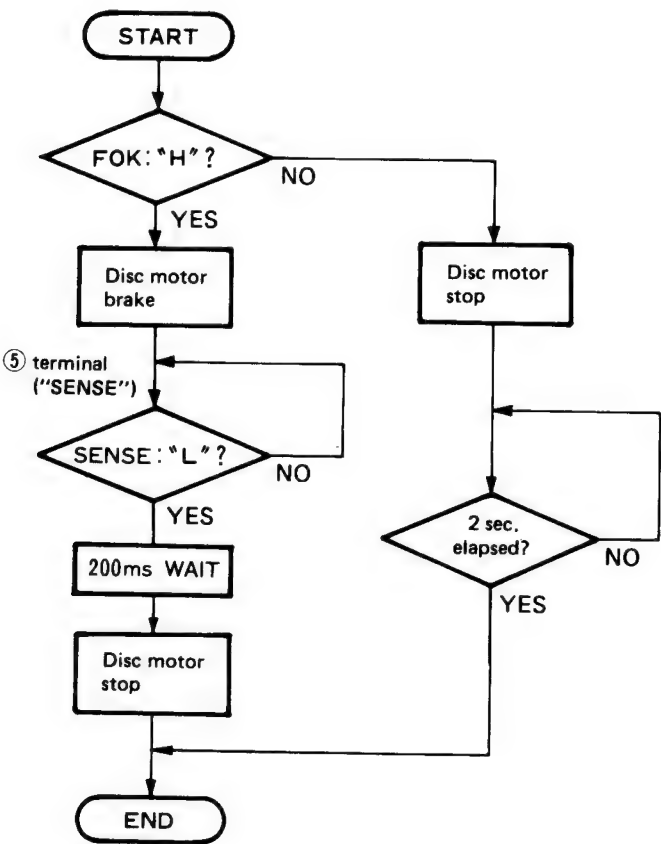 START
FOK: "H"?
NO
YES
Disc motor
brake
Disc motor
stop
⑤ terminal
("SENSE")
SENSE: "L"?
NO
YES
2 sec.
elapsed?
NO
YES
200ms WAIT
Disc motor
stop
END